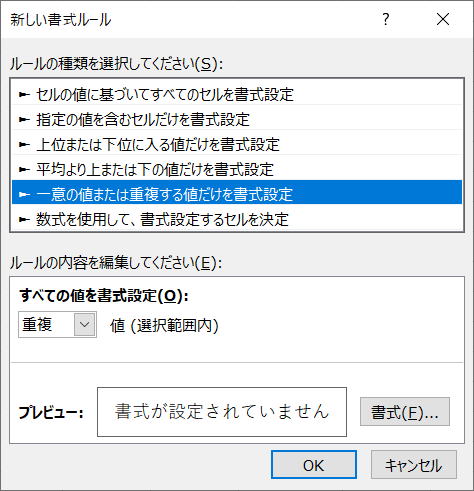 新しい書式ルール
ルールの種類を選択してください(S):
► セルの値に基づいてすべてのセルを書式設定
► 指定の値を含むセルだけを書式設定
► 上位または下位に入る値だけを書式設定
► 平均より上または下の値だけを書式設定
► 一意の値または重複する値だけを書式設定
► 数式を使用して、書式設定するセルを決定
ルールの内容を編集してください(E):
すべての値を書式設定(O):
重複 値 (選択範囲内)
プレビュー: 書式が設定されていません 書式(F)...
OK キャンセル